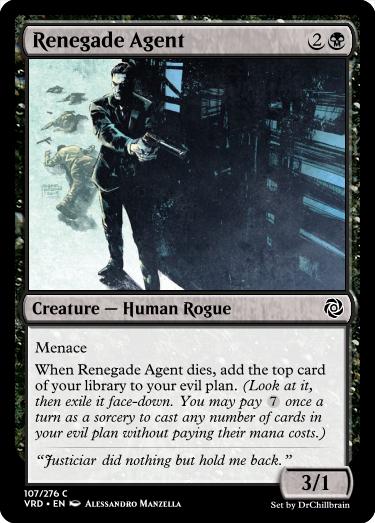 Renegade Agent 2
Creature — Human Rogue
Menace
When Renegade Agent dies, add the top card
of your library to your evil plan. (Look at it,
then exile it face-down. You may pay 7 once a
turn as a sorcery to cast any number of cards in
your evil plan without paying their mana costs.)
“Justiciar did nothing but hold me back.”
3/1
107/276 C
VRD • EN Alessandro Manzella
Set by DrChillbrain